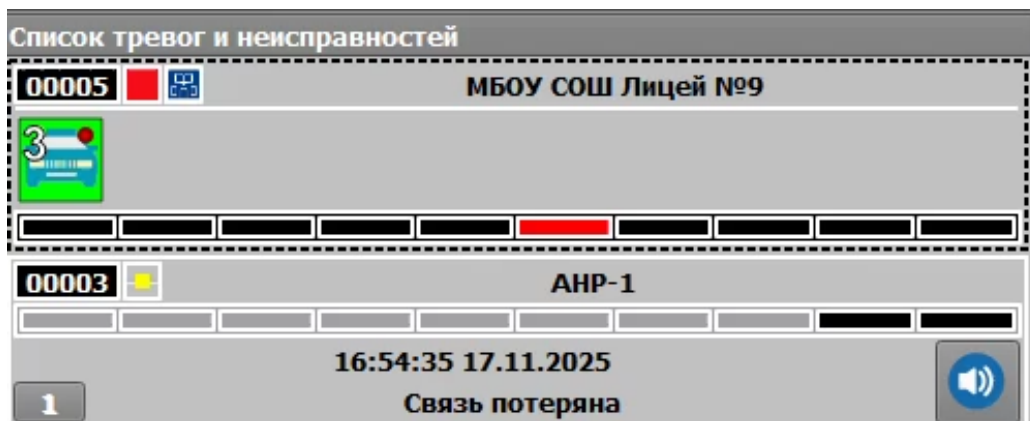 Список тревог и неисправностей
00005 МБОУ СОШ Лицей №9
3
00003 АНР-1
16:54:35 17.11.2025
1 Связь потеряна